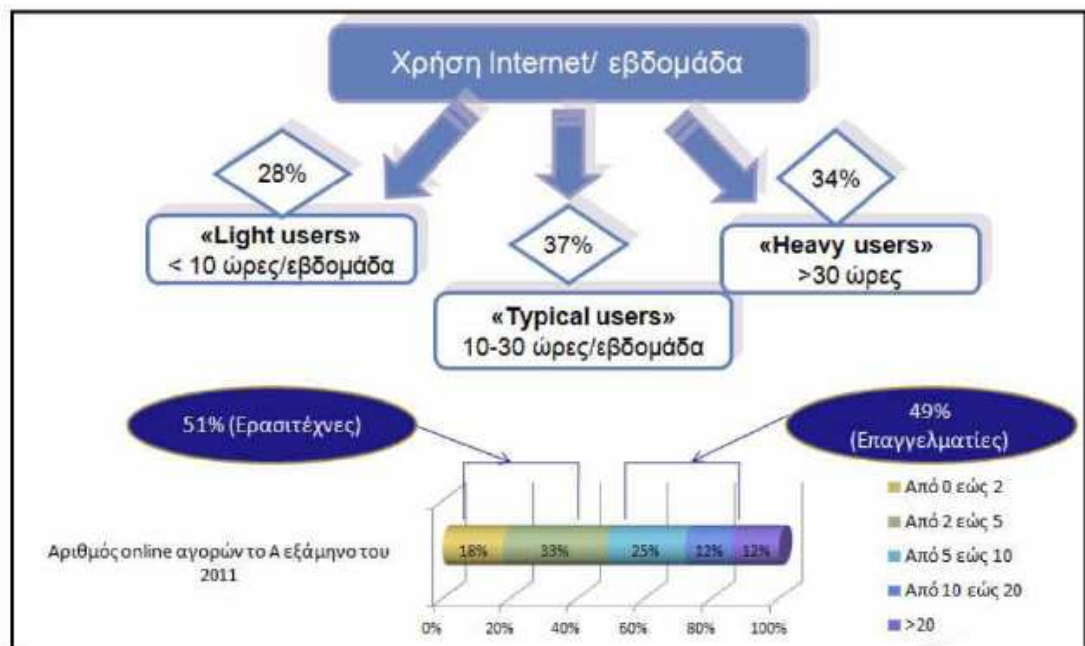 Χρήση Internet/ εβδομάδα
28%
«Light users»
< 10 ώρες/εβδομάδα
37%
«Typical users»
10-30 ώρες/εβδομάδα
34%
«Heavy users»
>30 ώρες
51% (Ερασιτέχνες)
49%
(Επαγγελματίες)
Αριθμός online αγορών το Α εξάμηνο του
2011
18% 33% 25% 12% 12%
0% 20% 40% 60% 80% 100%
Από 0 εώς 2
Από 2 εώς 5
Από 5 εώς 10
Από 10 εώς 20
>20